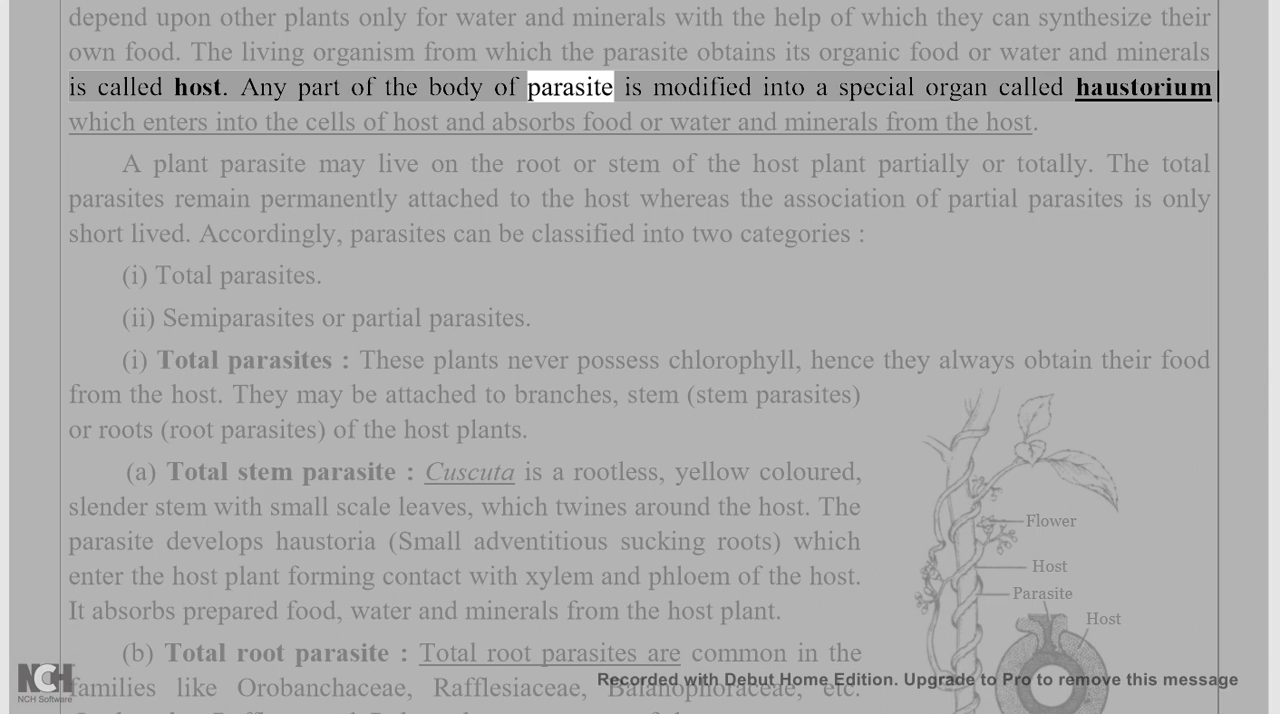 depend upon other plants only for water and minerals with the help of which they can synthesize their
own food. The living organism from which the parasite obtains its organic food or water and minerals
is called host. Any part of the body of parasite is modified into a special organ called haustorium
which enters into the cells of host and absorbs food or water and minerals from the host.
A plant parasite may live on the root or stem of the host plant partially or totally. The total
parasites remain permanently attached to the host whereas the association of partial parasites is only
short lived. Accordingly, parasites can be classified into two categories :
(i) Total parasites.
(ii) Semiparasites or partial parasites.
(i) Total parasites : These plants never possess chlorophyll, hence they always obtain their food
from the host. They may be attached to branches, stem (stem parasites)
or roots (root parasites) of the host plants.
(a) Total stem parasite : Cuscuta is a rootless, yellow coloured,
slender stem with small scale leaves, which twines around the host. The
parasite develops haustoria (Small adventitious sucking roots) which
enter the host plant forming contact with xylem and phloem of the host.
It absorbs prepared food, water and minerals from the host plant.
(b) Total root parasite : Total root parasites are common in the
families like Orobanchaceae, Rafflesiaceae, Balanophoraceae, etc.
Flower
Host
Parasite
Host
NCH
NCH Software
Recorded with Debut Home Edition. Upgrade to Pro to remove this message